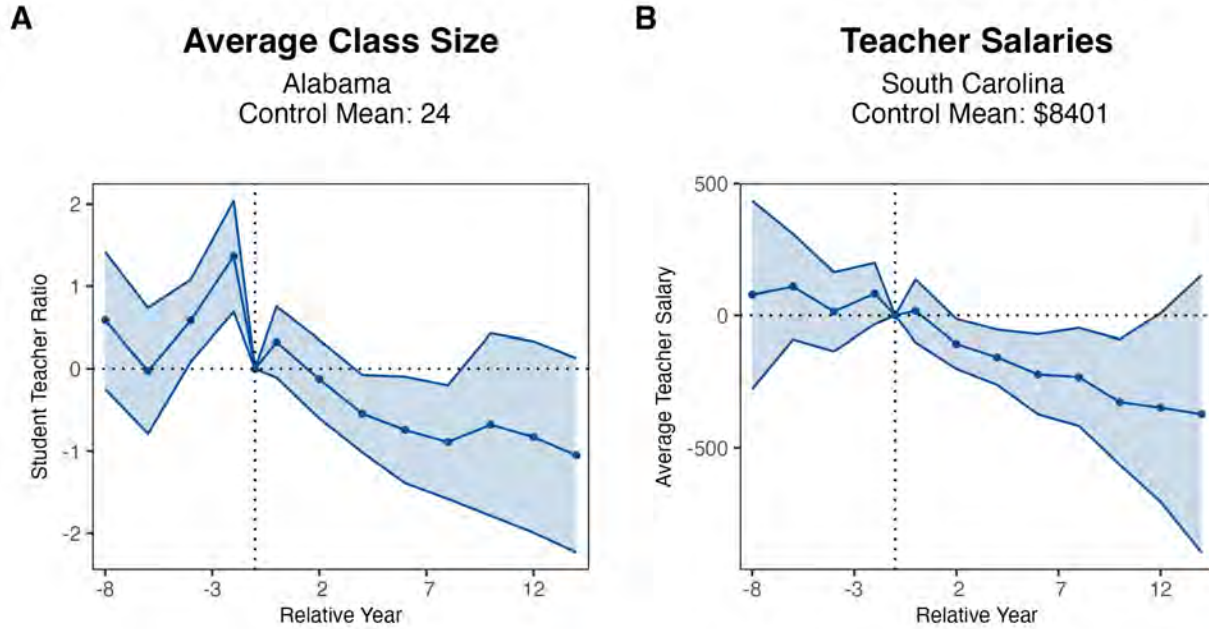 A
Average Class Size
Alabama
Control Mean: 24
Student Teacher Ratio
2
1
0
-1
-2
-8
-3
2
7
12
Relative Year
B
Teacher Salaries
South Carolina
Control Mean: $8401
Average Teacher Salary
500
0
-500
-8
-3
2
7
12
Relative Year